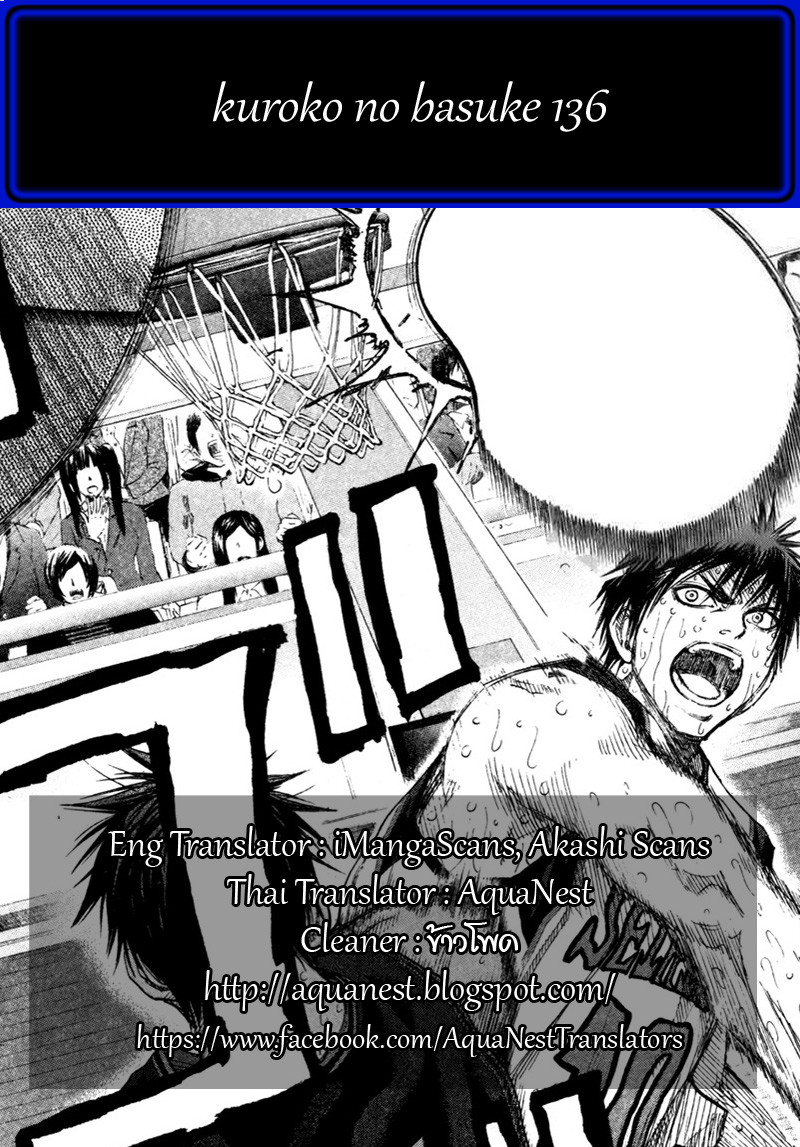 kuroko no basuke 136
Eng Translator : iMangaScans, Akashi Scans
Thai Translator : AquaNest
Cleaner : ข้าวโพด
http://aquanest.blogspot.com/
https://www.facebook.com/AquaNestTranslators